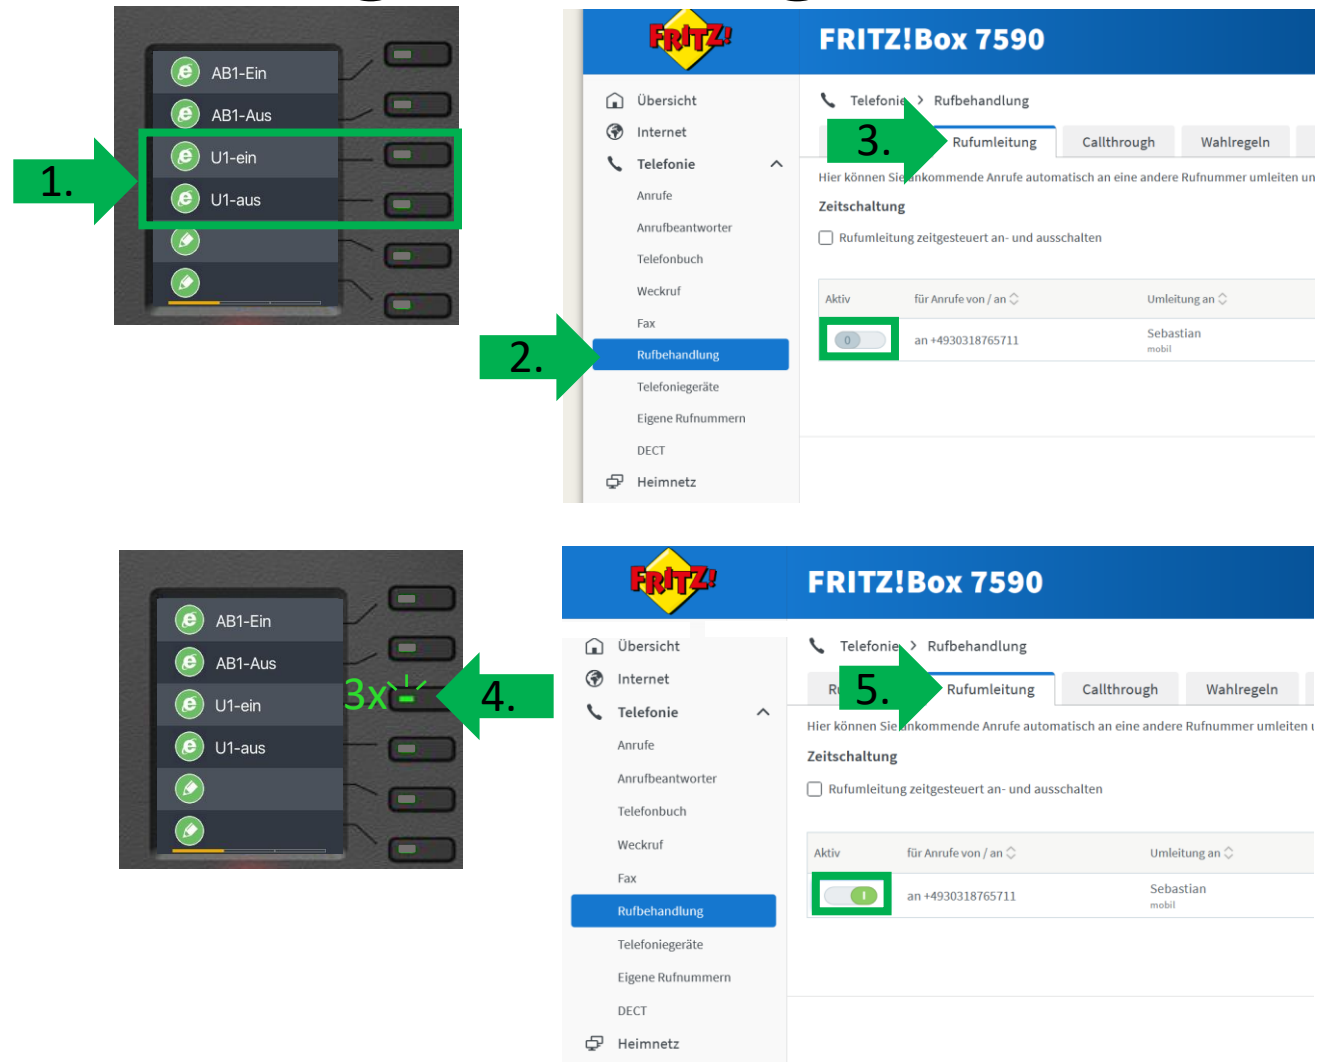 AB1-Ein
AB1-Aus
U1-ein
U1-aus
1.
FRITZ!
FRITZ!Box 7590
Übersicht
Internet
Telefonie
Anrufe
Anrufbeantworter
Telefonbuch
Weckruf
Fax
Rufbehandlung
Telefoniegeräte
Eigene Rufnummern
DECT
Heimnetz
2.
Telefonie > Rufbehandlung
3.
Rufumleitung Callthrough Wahlregeln
Hier können Sie ankommende Anrufe automatisch an eine andere Rufnummer umleiten un
Zeitschaltung
Rufumleitung zeitgesteuert an- und ausschalten
Aktiv für Anrufe von / an Umleitung an
0 an +4930318765711 Sebastian
mobil
AB1-Ein
AB1-Aus
U1-ein
U1-aus
3x
4.
FRITZ!
FRITZ!Box 7590
Übersicht
Internet
Telefonie
Anrufe
Anrufbeantworter
Telefonbuch
Weckruf
Fax
Rufbehandlung
Telefoniegeräte
Eigene Rufnummern
DECT
Heimnetz
Telefonie > Rufbehandlung
5.
Rufumleitung Callthrough Wahlregeln
Hier können Sie ankommende Anrufe automatisch an eine andere Rufnummer umleiten
Zeitschaltung
Rufumleitung zeitgesteuert an- und ausschalten
Aktiv für Anrufe von / an Umleitung an
I an +4930318765711 Sebastian
mobil